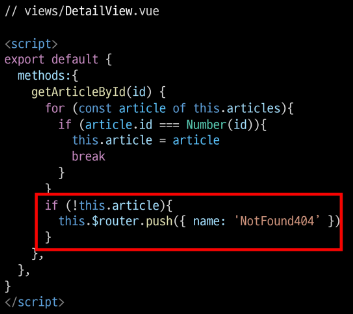 // views/DetailView.vue
<script>
export default {
  methods:{
    getArticleById(id) {
      for (const article of this.articles){
        if (article.id === Number(id)){
          this.article = article
          break
        }
      }
      if (!this.article){
        this.$router.push({ name: 'NotFound404' })
      }
    },
  },
}
</script>